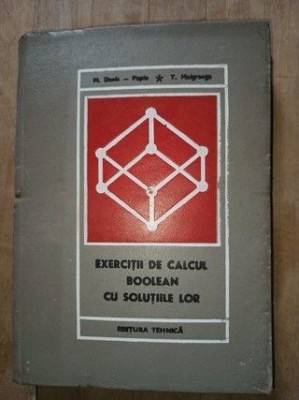 M. Denis - Papin ★ Y. Malgrange
EXERCIȚII DE CALCUL
BOOLEAN
CU SOLUȚIILE LOR
EDITURA TEHNICĂ